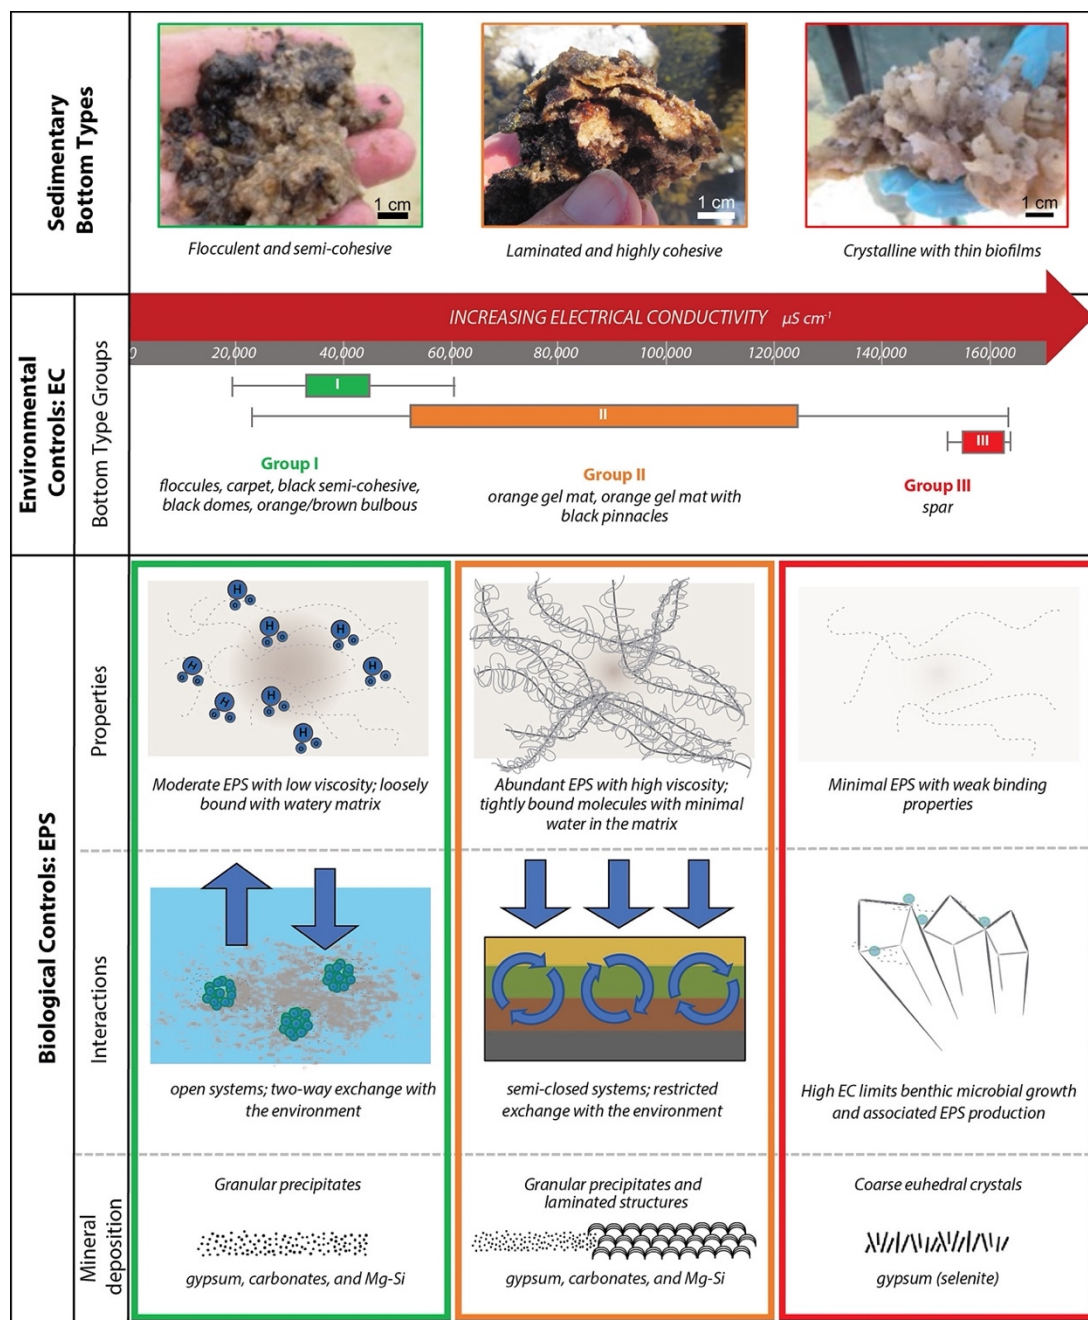 Sedimentary
Bottom Types
1 cm
1 cm
1 cm
Flocculent and semi-cohesive
Laminated and highly cohesive
Crystalline with thin biofilms
Environmental
Controls: EC
Bottom Type Groups
INCREASING ELECTRICAL CONDUCTIVITY µS cm⁻¹
0 20,000 40,000 60,000 80,000 100,000 120,000 140,000 160,000
I
II
III
Group I
floccules, carpet, black semi-cohesive,
black domes, orange/brown bulbous
Group II
orange gel mat, orange gel mat with
black pinnacles
Group III
spar
Biological Controls: EPS
Properties
H
H
H
H
H
H
H
H
Moderate EPS with low viscosity; loosely
bound with watery matrix
Abundant EPS with high viscosity;
tightly bound molecules with minimal
water in the matrix
Minimal EPS with weak binding
properties
Interactions
open systems; two-way exchange with
the environment
semi-closed systems; restricted
exchange with the environment
High EC limits benthic microbial growth
and associated EPS production
Mineral
deposition
Granular precipitates
gypsum, carbonates, and Mg-Si
Granular precipitates and
laminated structures
gypsum, carbonates, and Mg-Si
Coarse euhedral crystals
gypsum (selenite)